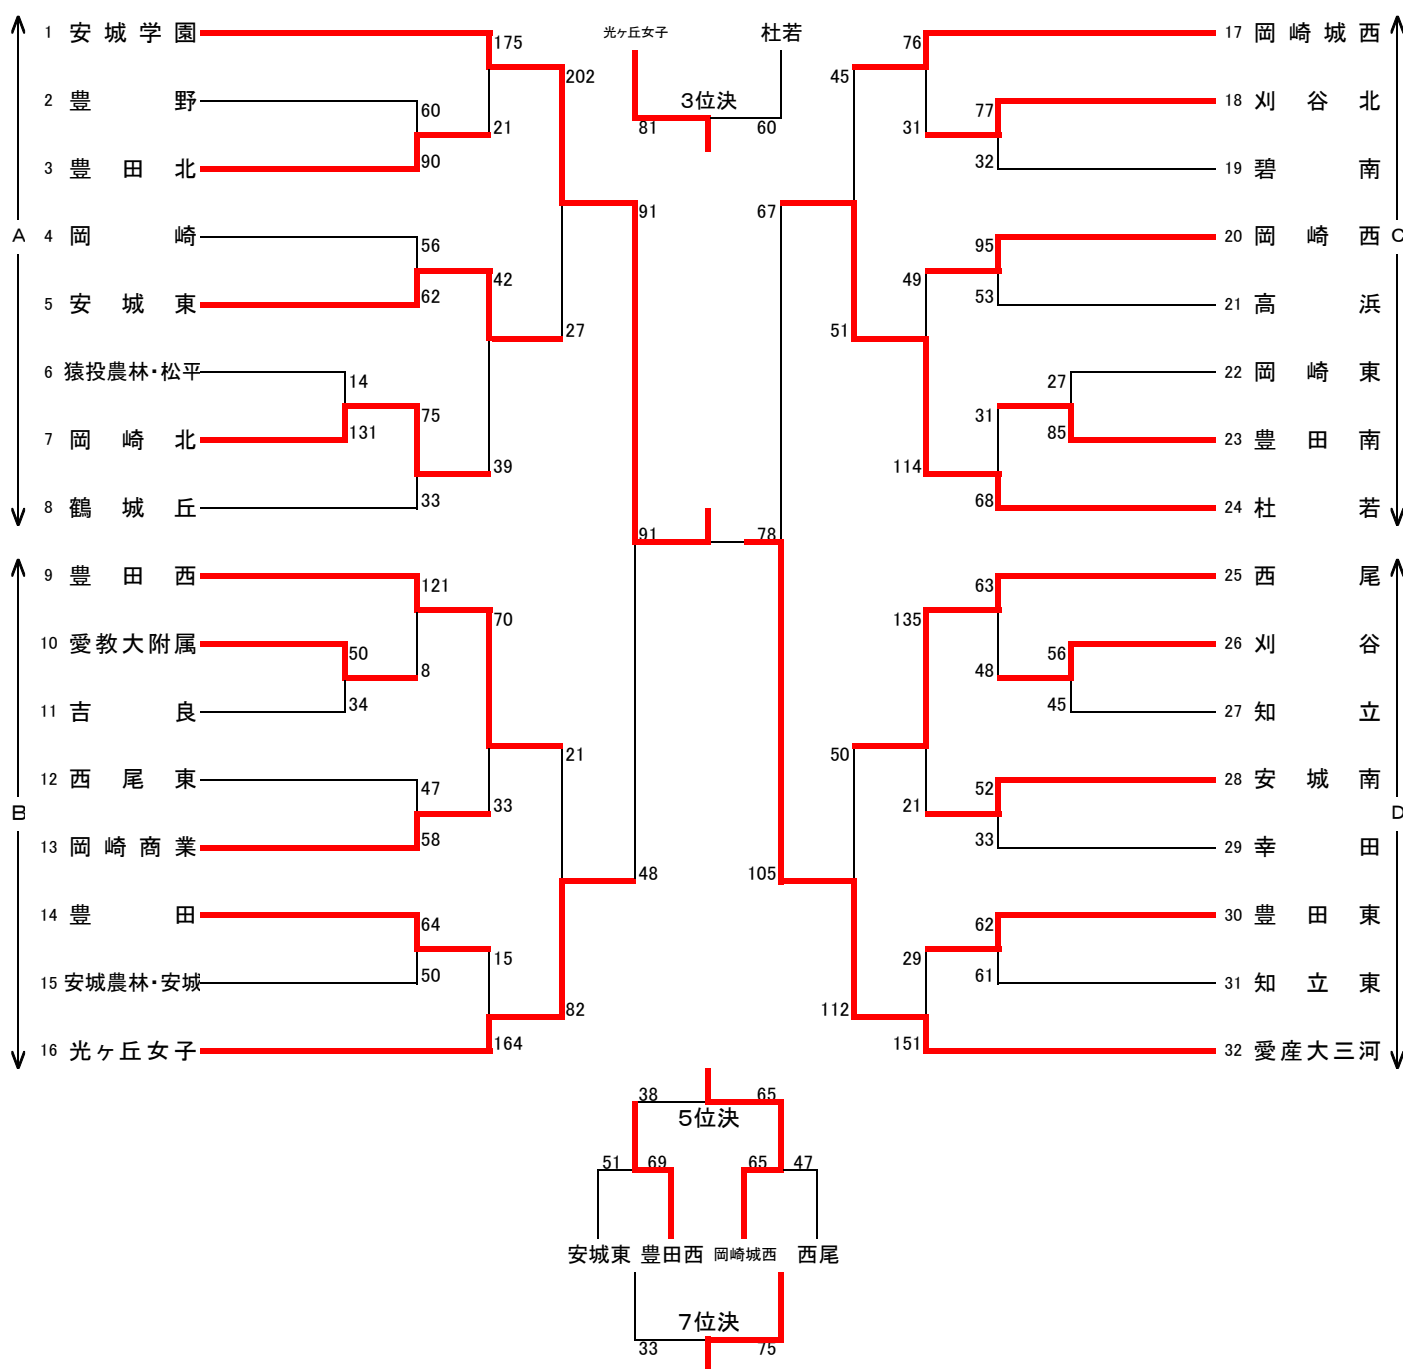 1 安城学園
2 豊野
3 豊田北
4 岡崎
5 安城東
6 猿投農林・松平
7 岡崎北
8 鶴城丘
9 豊田西
10 愛教大附属
11 吉良
12 西尾東
13 岡崎商業
14 豊田
15 安城農林・安城
16 光ヶ丘女子
A
B
175
21
60
90
202
56
62
42
27
14
131
75
39
33
91
121
50
34
8
70
47
58
33
21
64
50
15
164
82
48
91
光ヶ丘女子 杜若
3位決
81 60
78
67
105
45
51
76
31
77
32
95
53
49
27
85
31
68
114
50
112
63
135
56
45
48
52
33
21
62
61
29
151
17 岡崎城西
18 刈谷北
19 碧南
20 岡崎西
21 高浜
22 岡崎東
23 豊田南
24 杜若
25 西尾
26 刈谷
27 知立
28 安城南
29 幸田
30 豊田東
31 知立東
32 愛産大三河
C
D
38 65
5位決
51 69 65 47
安城東 豊田西 岡崎城西 西尾
7位決
33 75